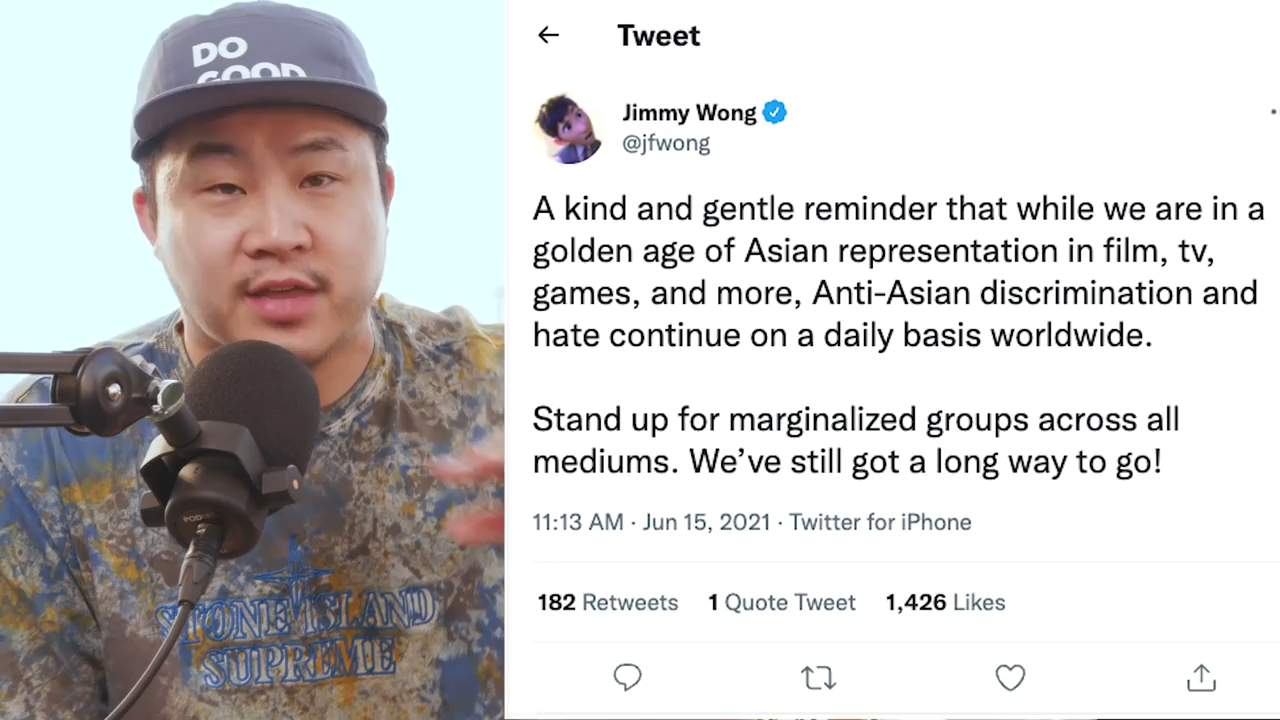 DO
GOOD
STONE ISLAND
SUPREME
Tweet
Jimmy Wong
@jfwong
A kind and gentle reminder that while we are in a
golden age of Asian representation in film, tv,
games, and more, Anti-Asian discrimination and
hate continue on a daily basis worldwide.
Stand up for marginalized groups across all
mediums. We’ve still got a long way to go!
11:13 AM · Jun 15, 2021 · Twitter for iPhone
182 Retweets 1 Quote Tweet 1,426 Likes